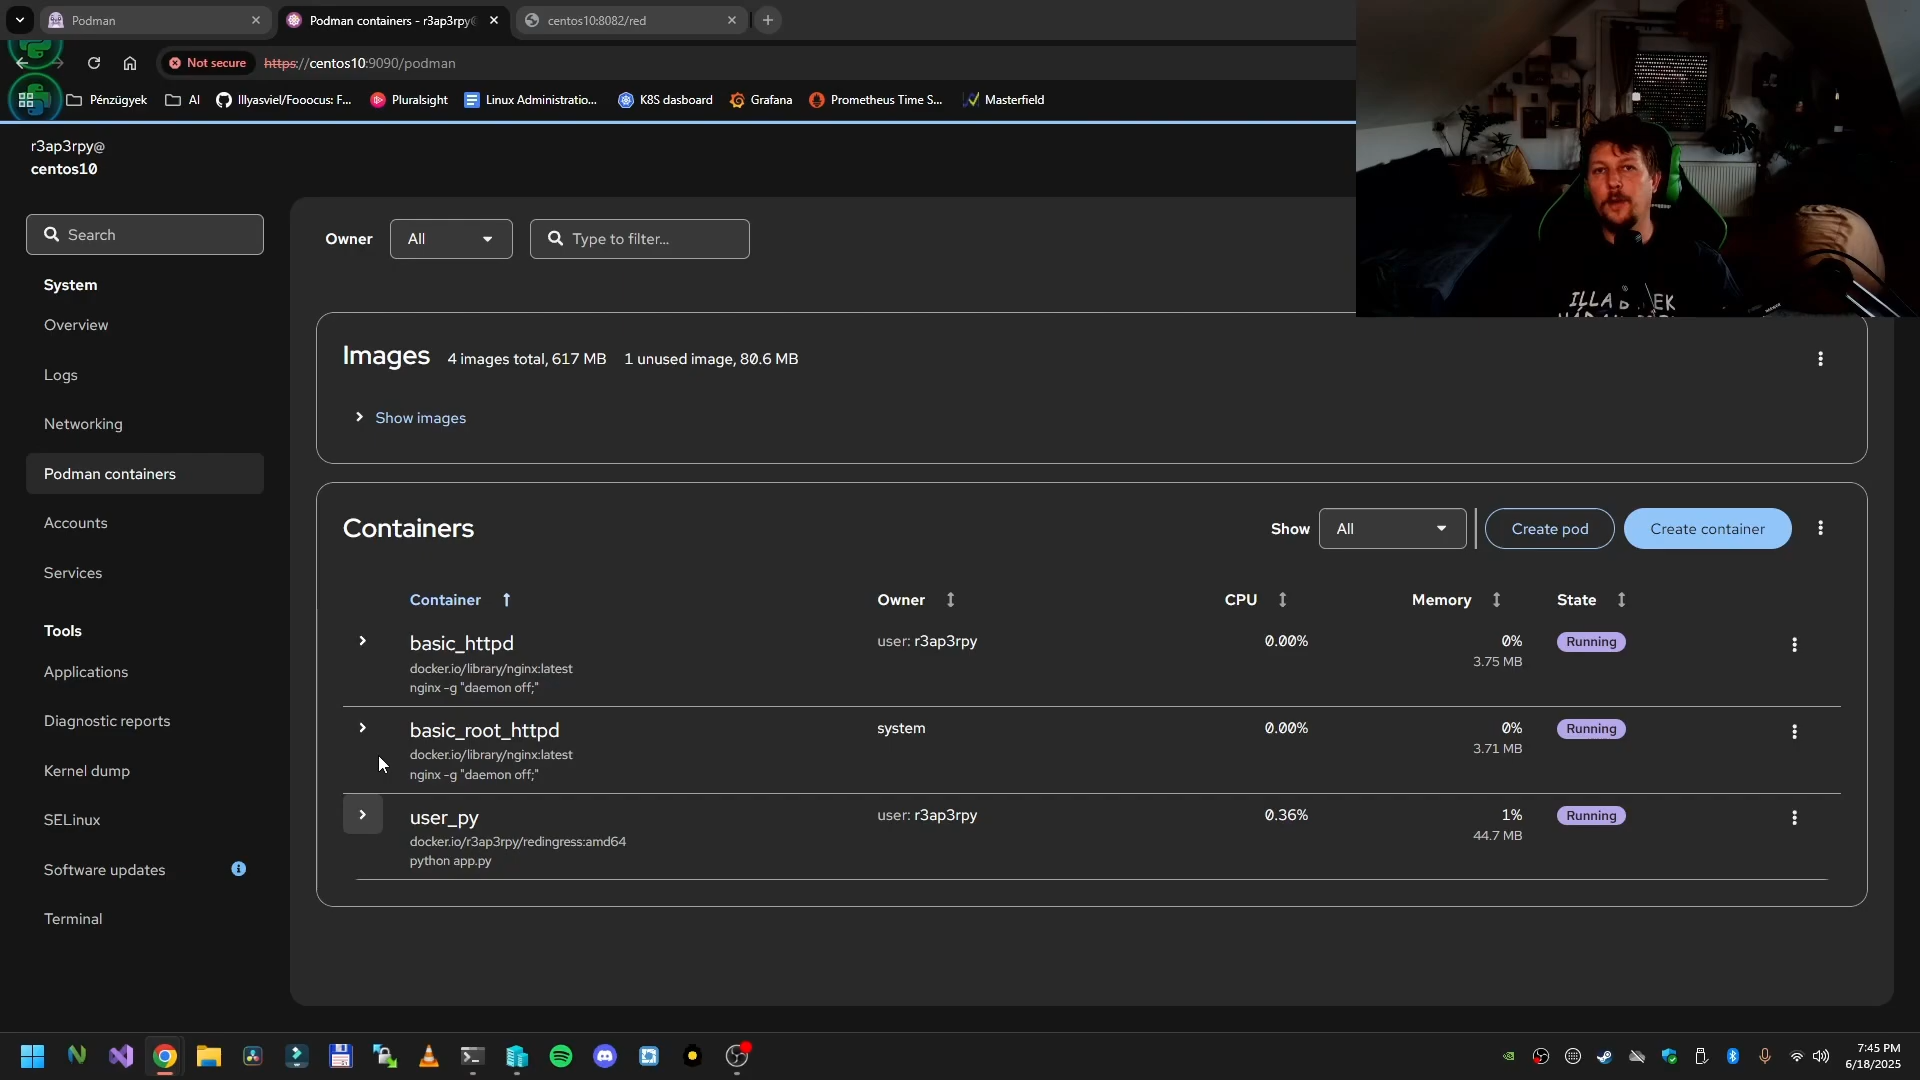 Podman
Podman containers - r3ap3rpy@
centos10:8082/red
Not secure
https://centos10:9090/podman
Pénzügyek
AI
Illyasviel/Fooocus: F...
Pluralsight
Linux Administratio...
K8S dasboard
Grafana
Prometheus Time S...
Masterfield
r3ap3rpy@
centos10
Search
System
Overview
Logs
Networking
Podman containers
Accounts
Services
Tools
Applications
Diagnostic reports
Kernel dump
SELinux
Software updates
Terminal
Owner
All
Type to filter...
Images
4 images total, 617 MB
1 unused image, 80.6 MB
Show images
Containers
Show
All
Create pod
Create container
Container
Owner
CPU
Memory
State
basic_httpd
docker.io/library/nginx:latest
nginx -g "daemon off;"
user: r3ap3rpy
0.00%
0%
3.75 MB
Running
basic_root_httpd
docker.io/library/nginx:latest
nginx -g "daemon off;"
system
0.00%
0%
3.71 MB
Running
user_py
docker.io/r3ap3rpy/redingress:amd64
python app.py
user: r3ap3rpy
0.36%
1%
44.7 MB
Running
7:45 PM
6/18/2025